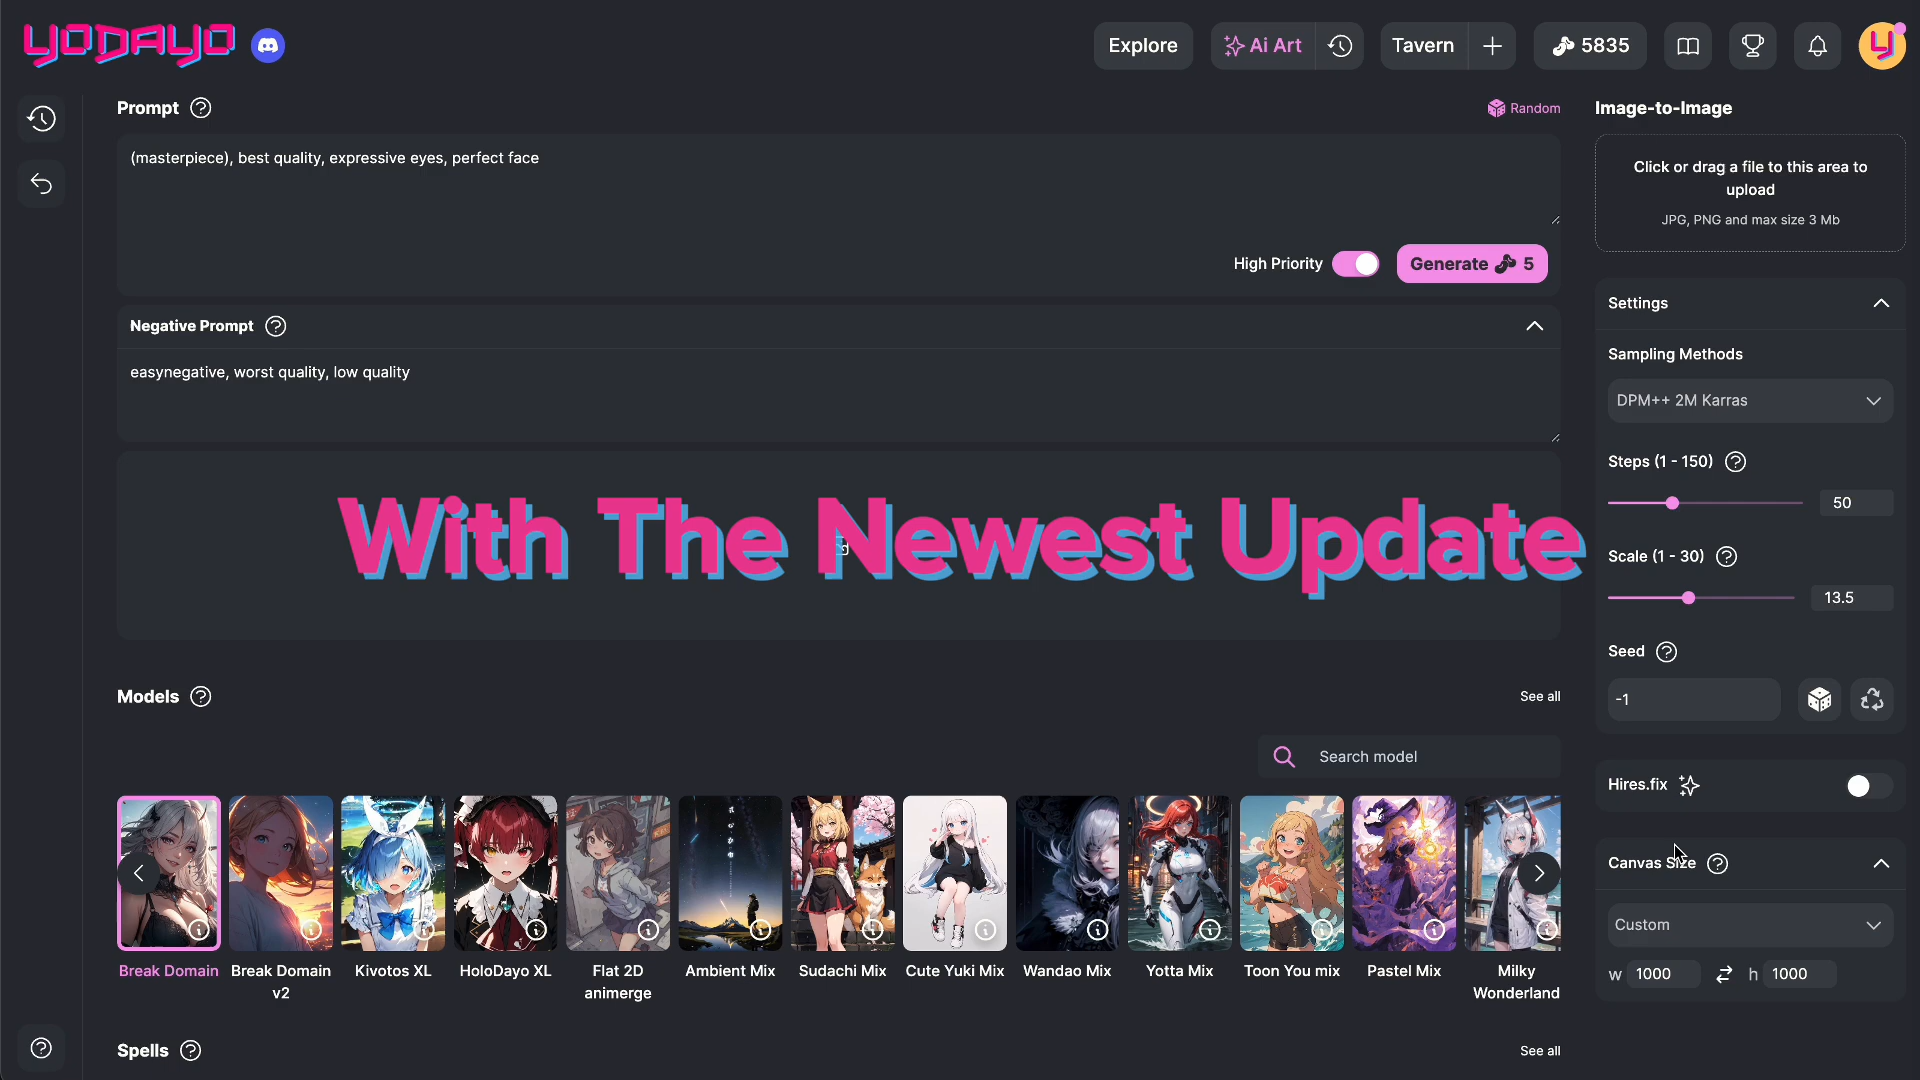 YODAYO
Explore
Ai Art
Tavern
5835
Prompt
Random
(masterpiece), best quality, expressive eyes, perfect face
High Priority
Generate 5
Negative Prompt
easynegative, worst quality, low quality
With The Newest Update
Models
See all
Search model
Break Domain
Break Domain
v2
Kivotos XL
HoloDayo XL
Flat 2D
animerge
Ambient Mix
Sudachi Mix
Cute Yuki Mix
Wandao Mix
Yotta Mix
Toon You mix
Pastel Mix
Milky
Wonderland
Spells
See all
Image-to-Image
Click or drag a file to this area to
upload
JPG, PNG and max size 3 Mb
Settings
Sampling Methods
DPM++ 2M Karras
Steps (1 - 150)
50
Scale (1 - 30)
13.5
Seed
-1
Hires.fix
Canvas Size
Custom
w 1000 h 1000